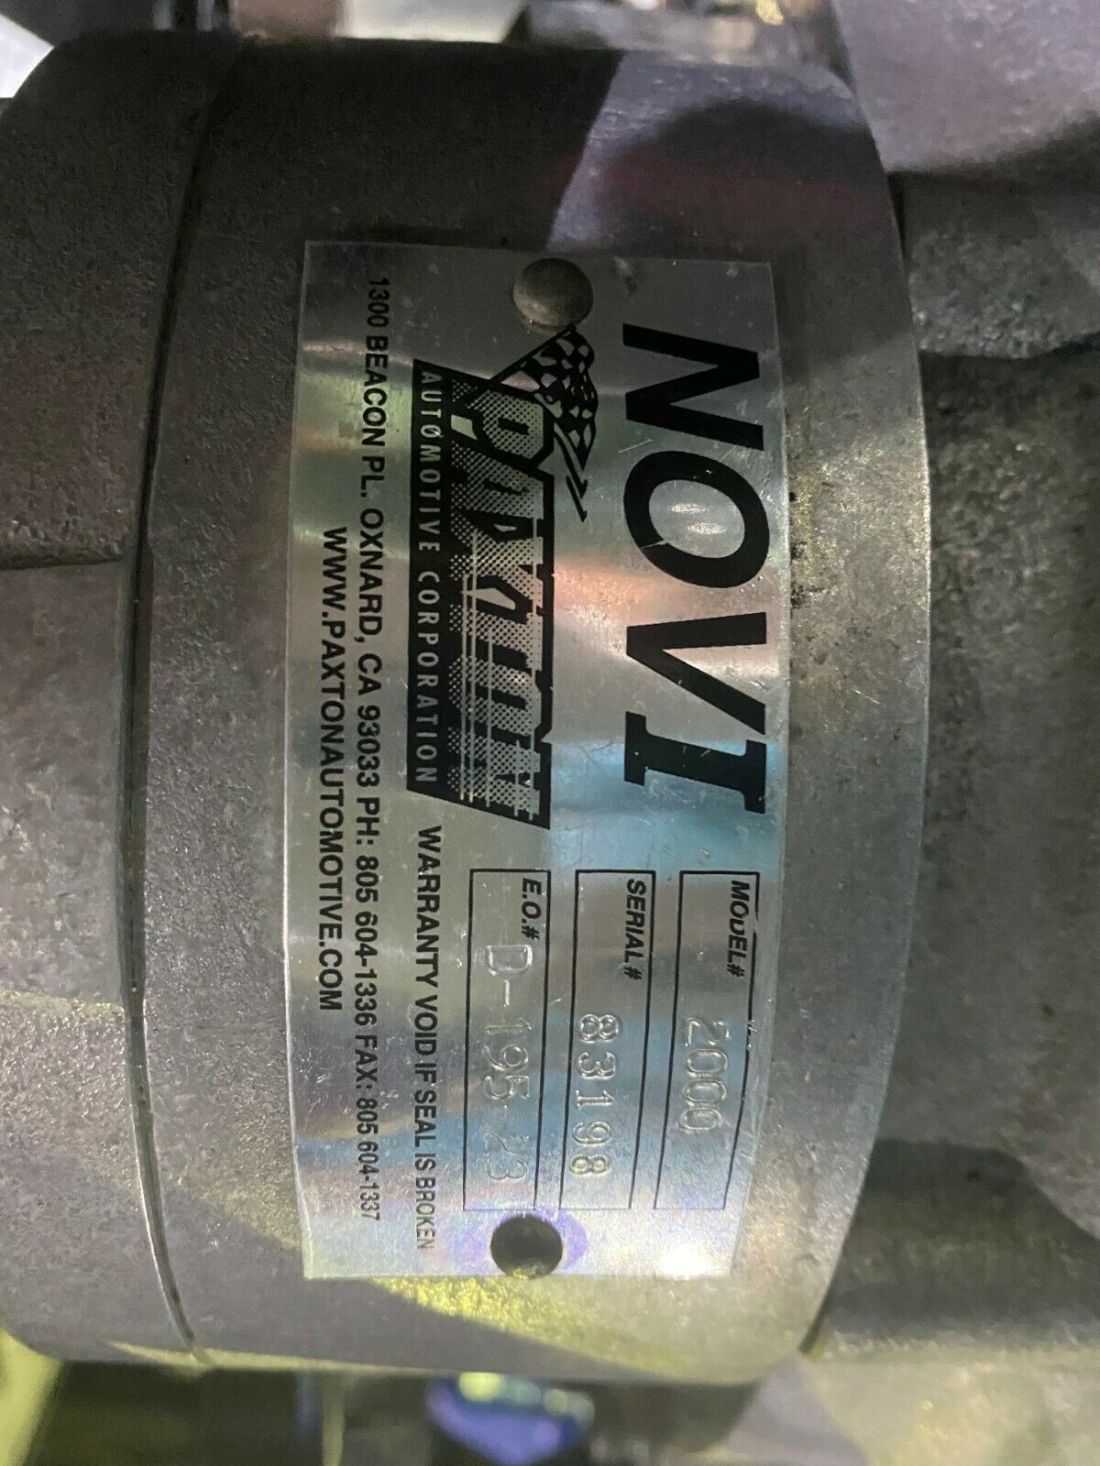 NOVI
PAXTON
AUTOMOTIVE CORPORATION
MODEL#
2000
SERIAL#
83198
E.O.#
D-195-23
WARRANTY VOID IF SEAL IS BROKEN
1300 BEACON PL. OXNARD, CA 93033 PH: 805 604-1336 FAX: 805 604-1337
WWW.PAXTONAUTOMOTIVE.COM